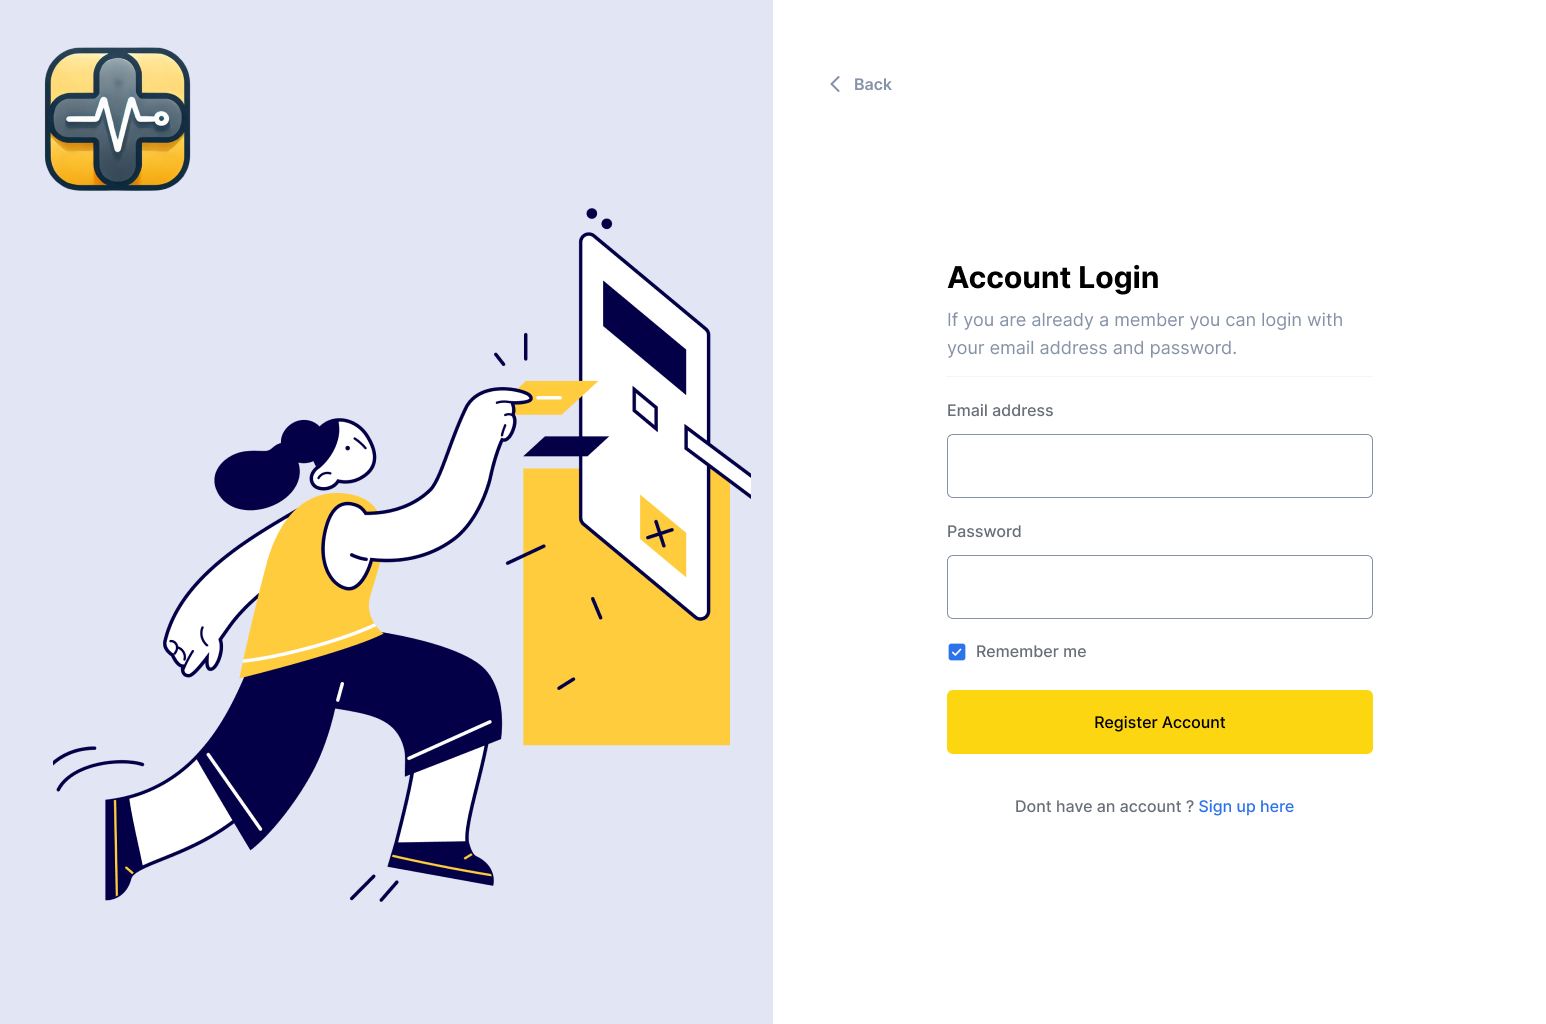 Back
Account Login
If you are already a member you can login with
your email address and password.
Email address
Password
Remember me
Register Account
Dont have an account ? Sign up here